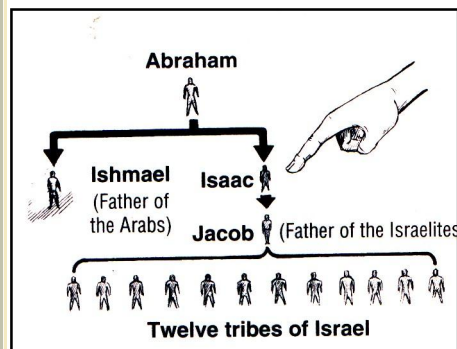 Abraham
Ishmael
(Father of
the Arabs)
Isaac
Jacob (Father of the Israelites
Twelve tribes of Israel